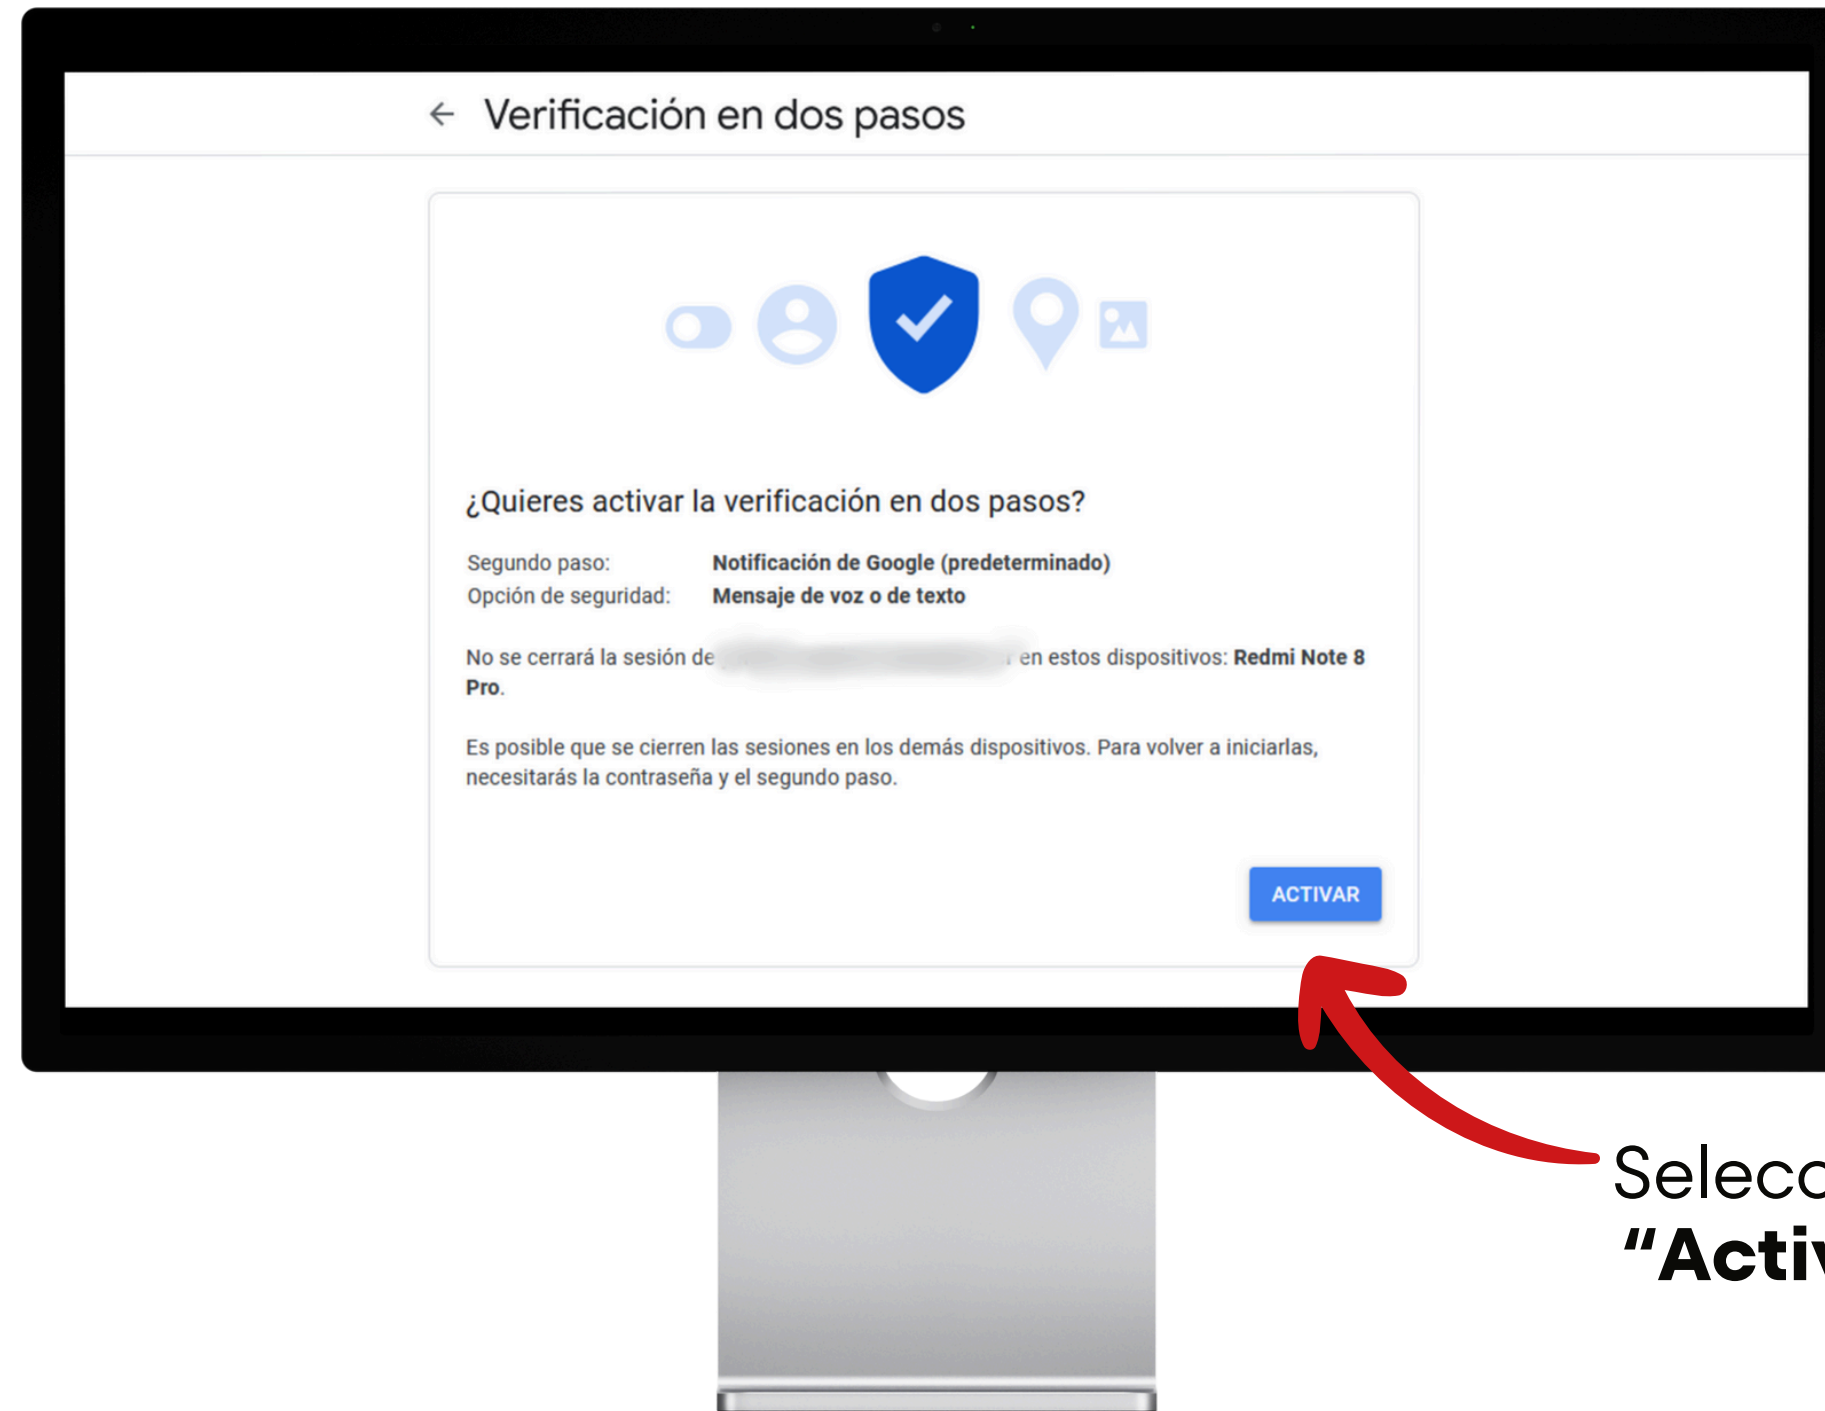 Verificación en dos pasos
¿Quieres activar la verificación en dos pasos?
Segundo paso: Notificación de Google (predeterminado)
Opción de seguridad: Mensaje de voz o de texto
No se cerrará la sesión de en estos dispositivos: Redmi Note 8
Pro.
Es posible que se cierren las sesiones en los demás dispositivos. Para volver a iniciarlas,
necesitarás la contraseña y el segundo paso.
ACTIVAR